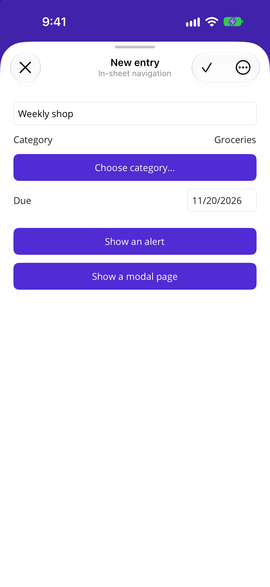 9:41
New entry
In-sheet navigation
Weekly shop
Category Groceries
Choose category...
Due 11/20/2026
Show an alert
Show a modal page